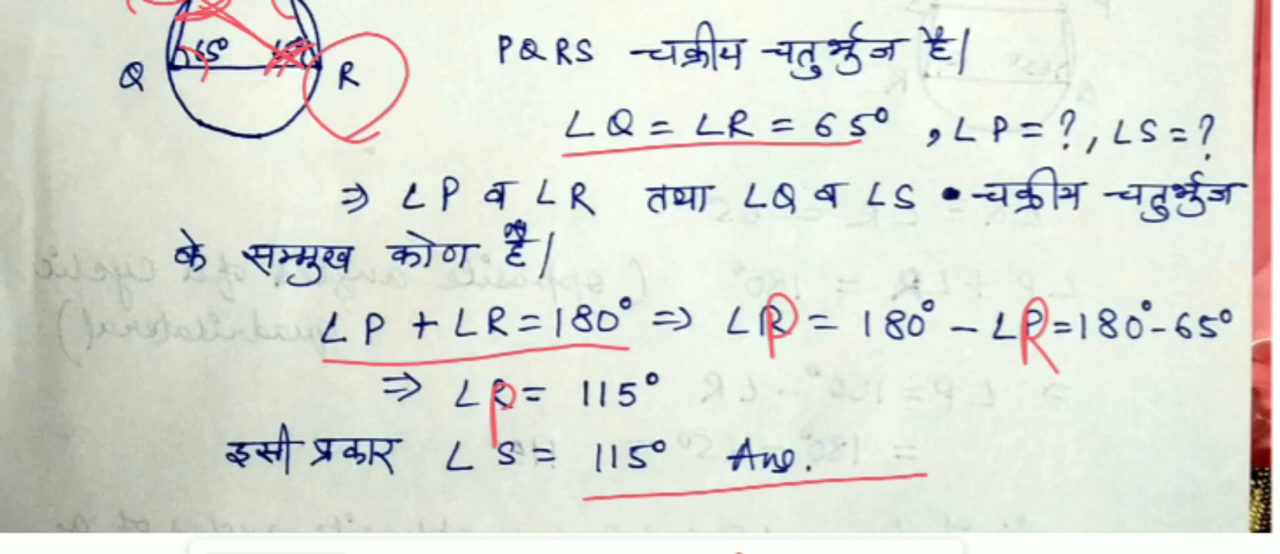 65°
Q
R
PQRS चक्रीय चतुर्भुज है।
∠Q = ∠R = 65° , ∠P = ? , ∠S = ?
⇒ ∠P व ∠R तथा ∠Q व ∠S चक्रीय चतुर्भुज
के सम्मुख कोण हैं।
∠P + ∠R = 180° ⇒ ∠P = 180° - ∠R = 180° - 65°
⇒ ∠P = 115°
इसी प्रकार ∠S = 115° Ans.